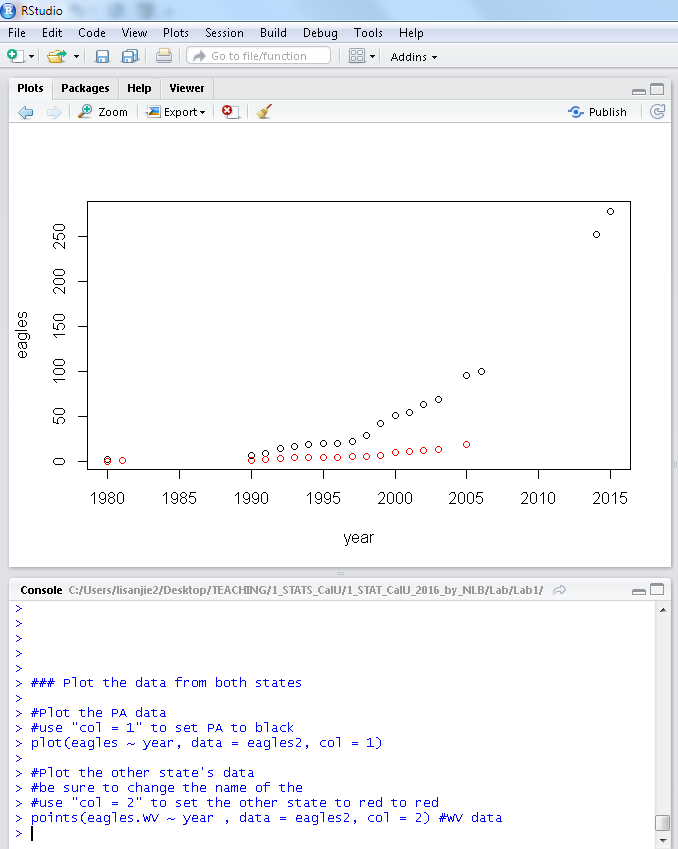 RStudio
File Edit Code View Plots Session Build Debug Tools Help
Go to file/function Addins
Plots Packages Help Viewer
Zoom Export Publish
eagles
250
200
150
100
50
0
1980 1985 1990 1995 2000 2005 2010 2015
year
Console C:/Users/lisanjie2/Desktop/TEACHING/1_STATS_CalU/1_STAT_CalU_2016_by_NLB/Lab/Lab1/
>
>
>
>
>
> ### Plot the data from both states
>
> #Plot the PA data
> #use "col = 1" to set PA to black
> plot(eagles ~ year, data = eagles2, col = 1)
>
> #Plot the other state's data
> #be sure to change the name of the
> #use "col = 2" to set the other state to red to red
> points(eagles.WV ~ year , data = eagles2, col = 2) #WV data
>